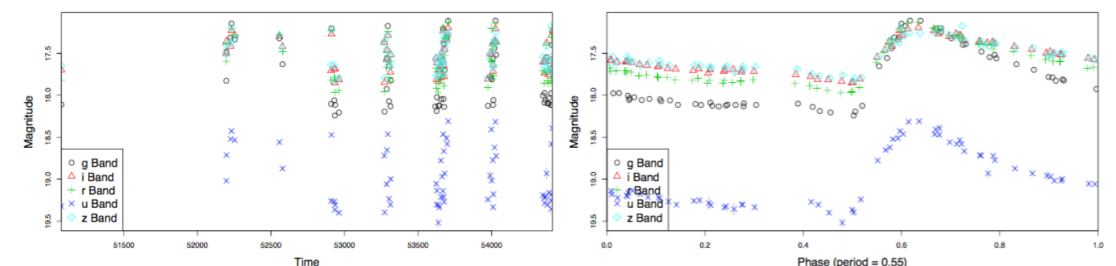 Magnitude
17.5
18.0
18.5
19.0
19.5
g Band
i Band
r Band
u Band
z Band
51500
52000
52500
53000
53500
54000
Time
Magnitude
17.5
18.0
18.5
19.0
19.5
g Band
i Band
r Band
u Band
z Band
0.0
0.2
0.4
0.6
0.8
1.0
Phase (period = 0.55)